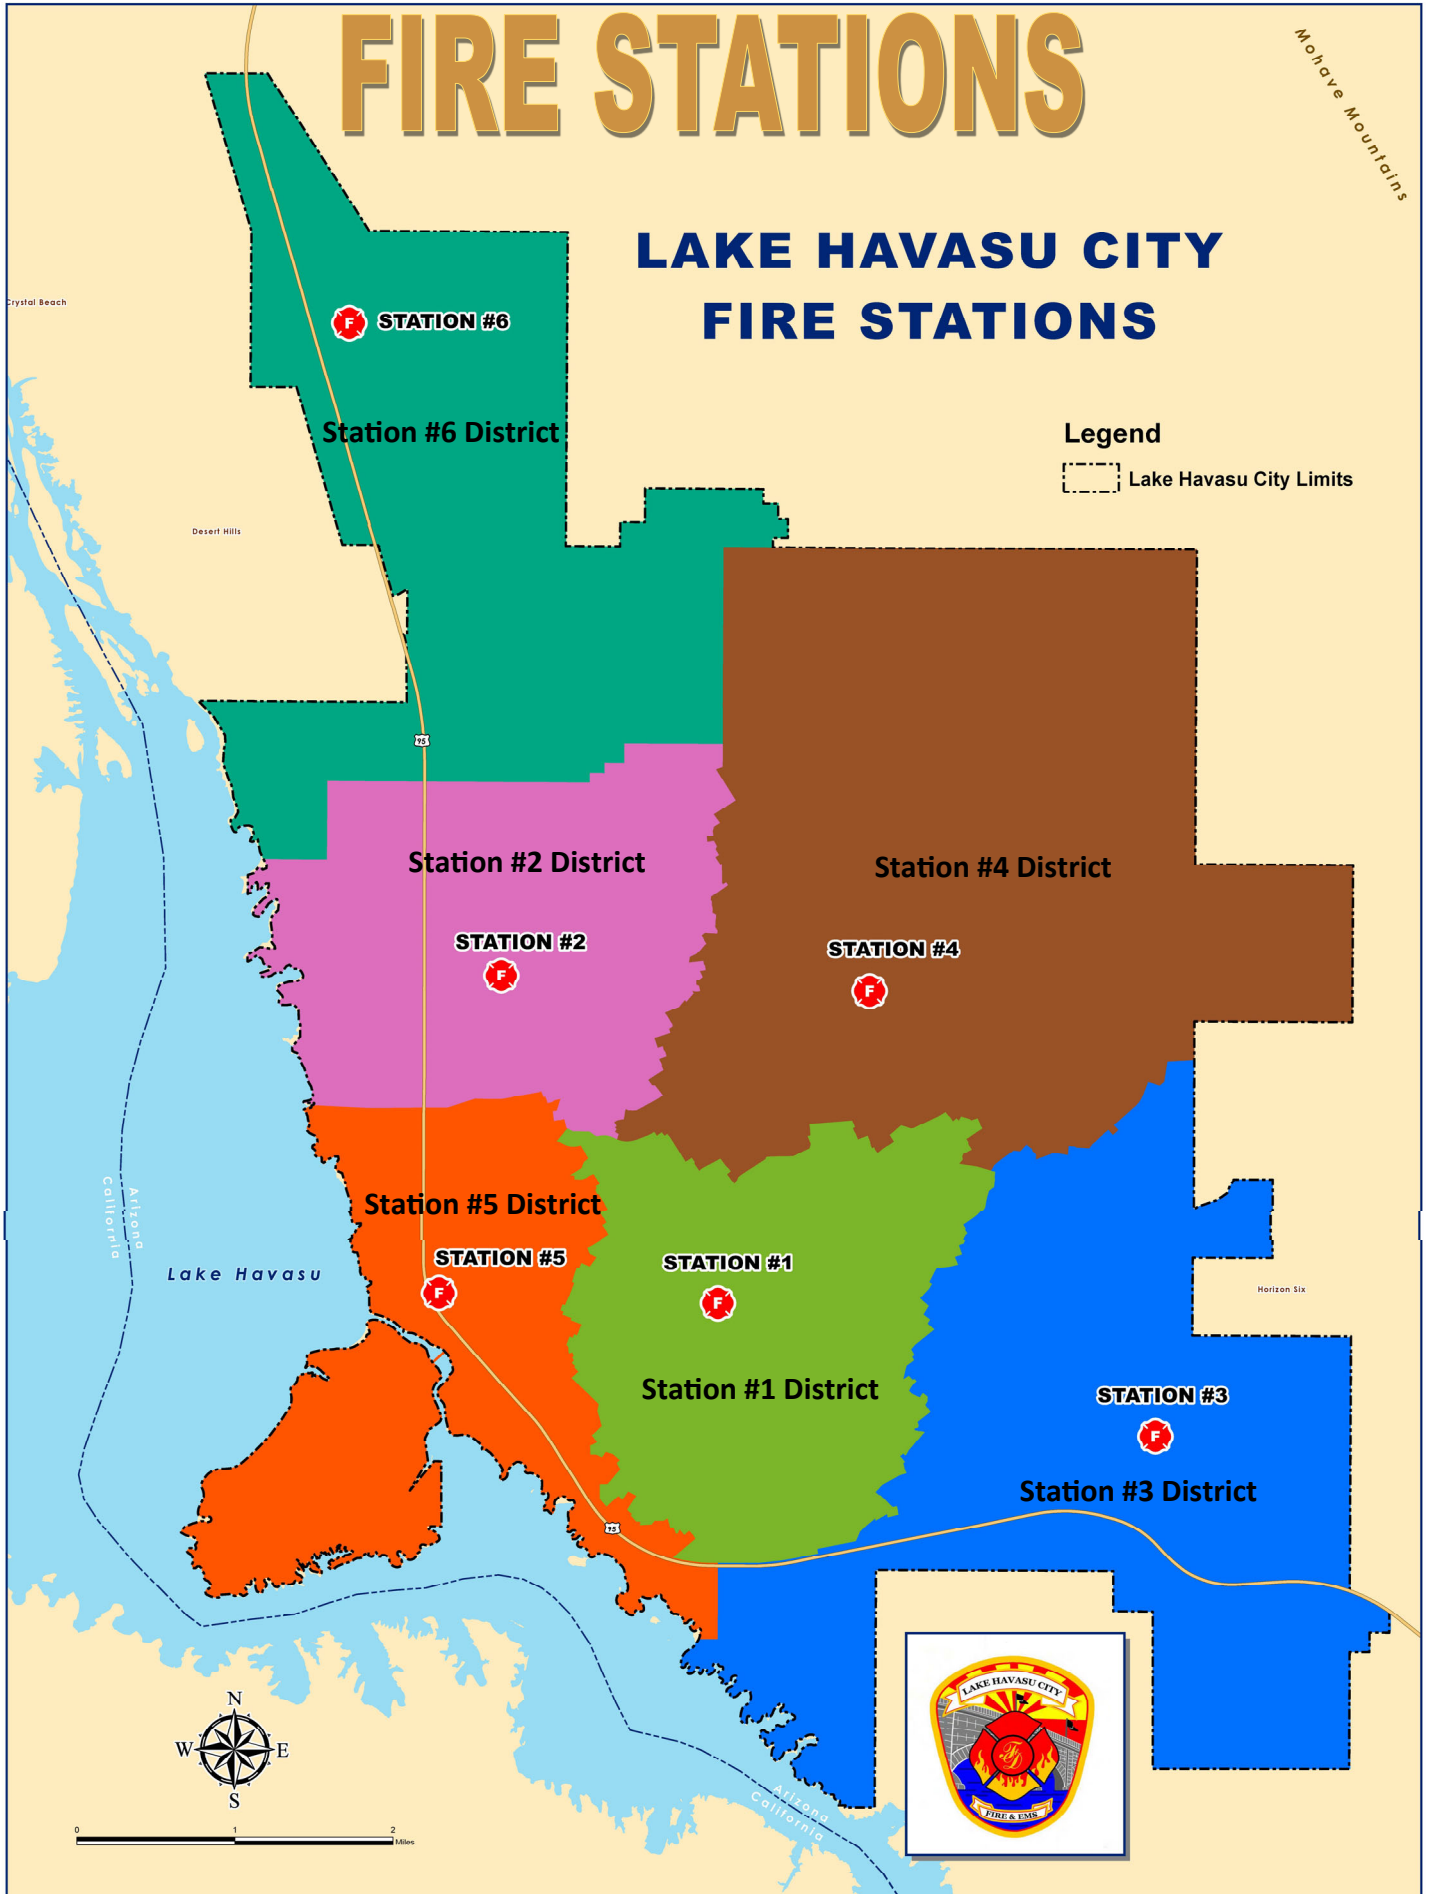 FIRE STATIONS
Mohave Mountains
LAKE HAVASU CITY
FIRE STATIONS
Crystal Beach
F
STATION #6
Station #6 District
Legend
Lake Havasu City Limits
Desert Hills
95
Station #2 District
Station #4 District
STATION #2
F
STATION #4
F
Arizona
California
Station #5 District
STATION #5
F
STATION #1
F
Lake Havasu
Horizon Six
Station #1 District
STATION #3
F
Station #3 District
95
N
W
E
S
0
1
2
Miles
Arizona
California
LAKE HAVASU CITY
FD
FIRE & EMS